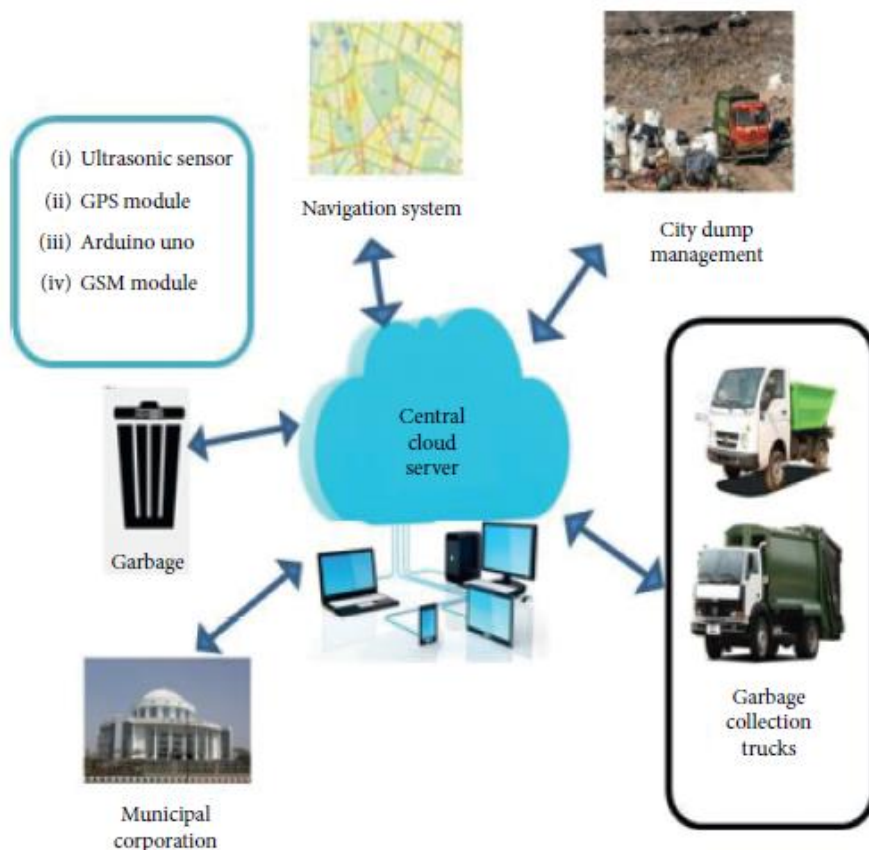 (i) Ultrasonic sensor
(ii) GPS module
(iii) Arduino uno
(iv) GSM module
Navigation system
City dump
management
Central
cloud
server
Garbage
Garbage
collection
trucks
Municipal
corporation